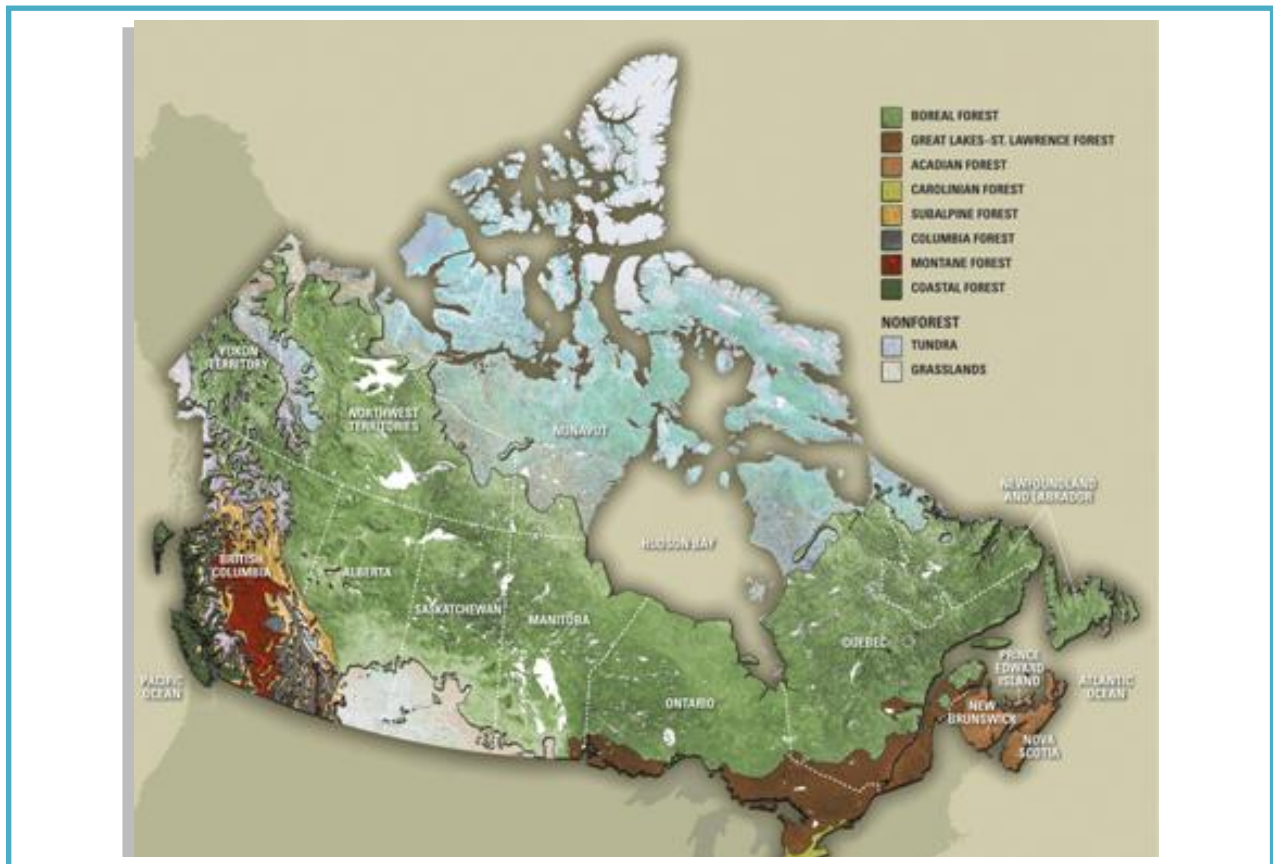 BOREAL FOREST
GREAT LAKES–ST. LAWRENCE FOREST
ACADIAN FOREST
CAROLINIAN FOREST
SUBALPINE FOREST
COLUMBIA FOREST
MONTANE FOREST
COASTAL FOREST
NONFOREST
TUNDRA
GRASSLANDS
YUKON
TERRITORY
NORTHWEST
TERRITORIES
NUNAVUT
NEWFOUNDLAND
AND LABRADOR
HUDSON BAY
BRITISH
COLUMBIA
ALBERTA
SASKATCHEWAN
MANITOBA
QUEBEC
PRINCE
EDWARD
ISLAND
PACIFIC
OCEAN
ATLANTIC
OCEAN
ONTARIO
NEW
BRUNSWICK
NOVA
SCOTIA